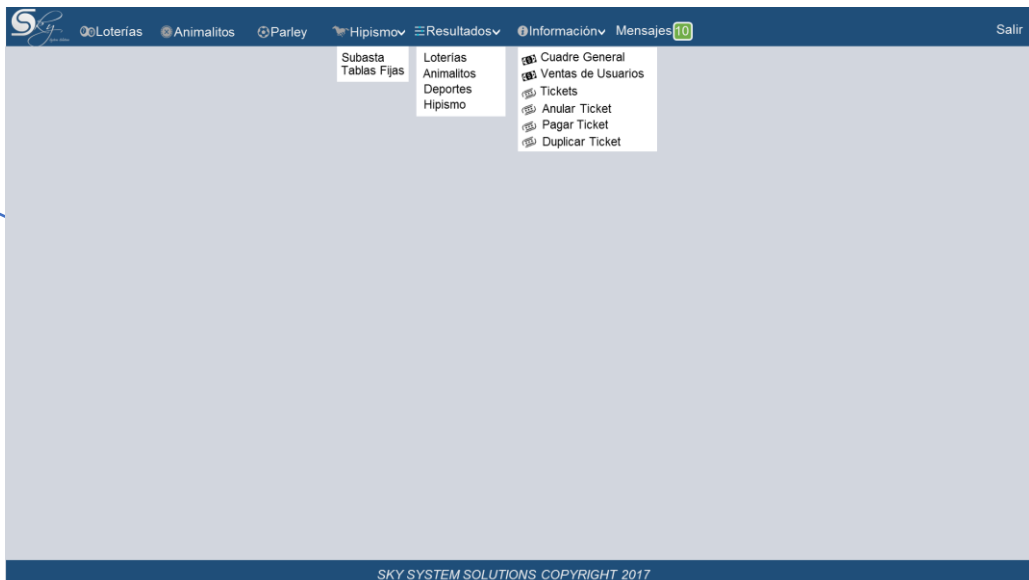 Sky
Loterías Animalitos Parley Hipismo Resultados Información Mensajes 10 Salir
Subasta
Tablas Fijas
Loterías
Animalitos
Deportes
Hipismo
Cuadre General
Ventas de Usuarios
Tickets
Anular Ticket
Pagar Ticket
Duplicar Ticket
SKY SYSTEM SOLUTIONS COPYRIGHT 2017